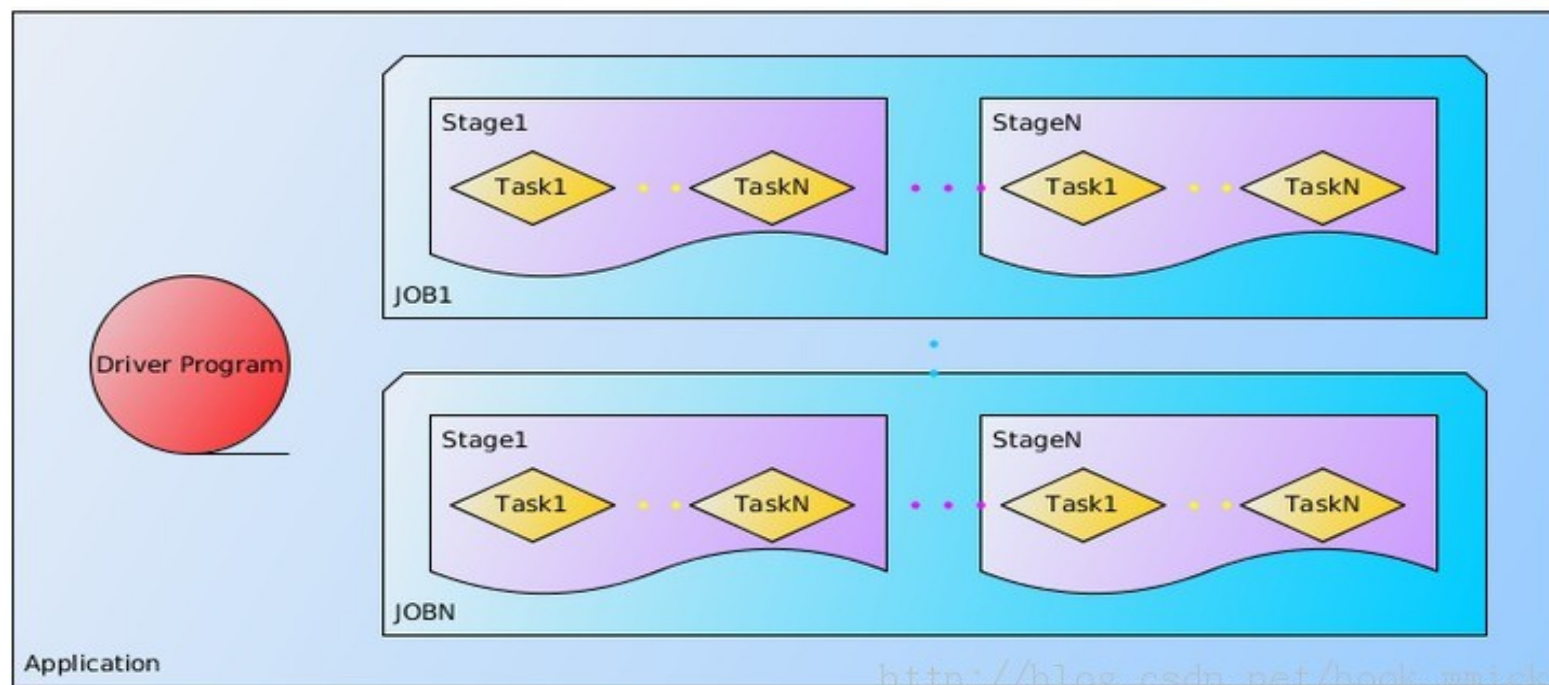 Stage1
StageN
Task1
TaskN
Task1
TaskN
JOB1
Driver Program
Stage1
StageN
Task1
TaskN
Task1
TaskN
JOBN
Application